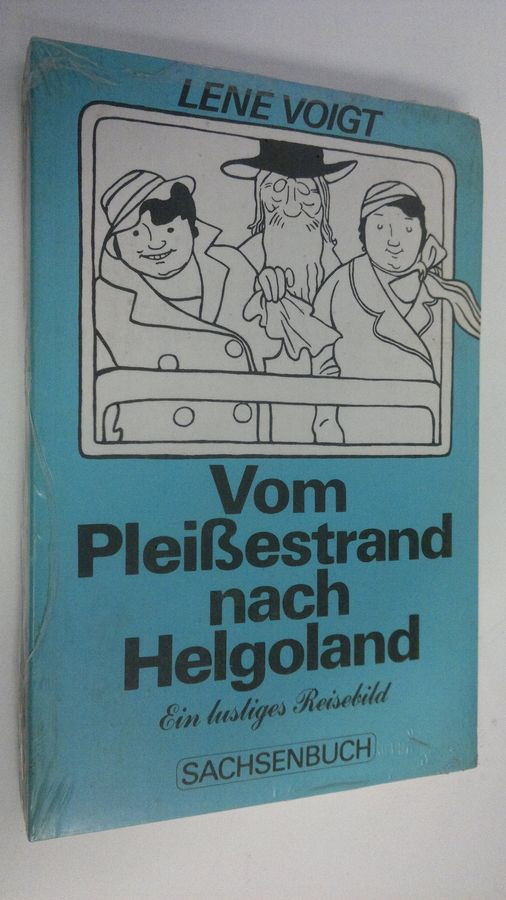 LENE VOIGT
Vom
Pleißestrand
nach
Helgoland
Ein lustiges Reisebild
SACHSENBUCH